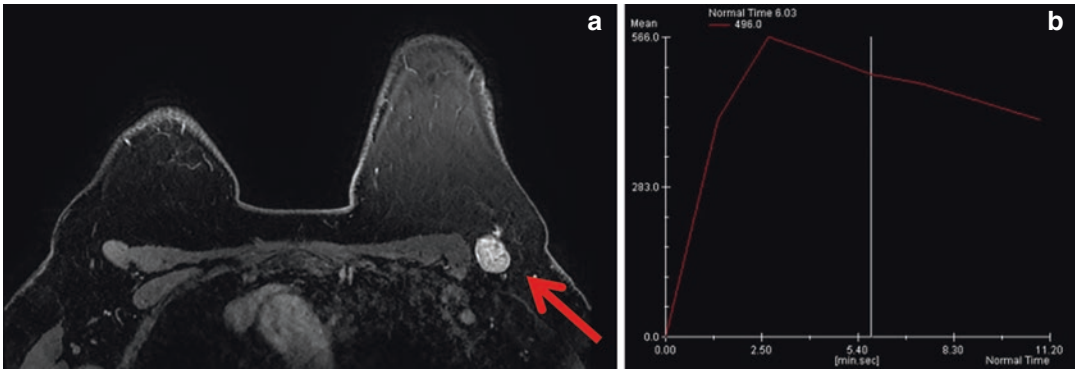 a
b
Normal Time 6.03
Mean
496.0
566.0
283.0
0.0
0.00 2.50 5.40 8.30 11.20
[min.sec] Normal Time